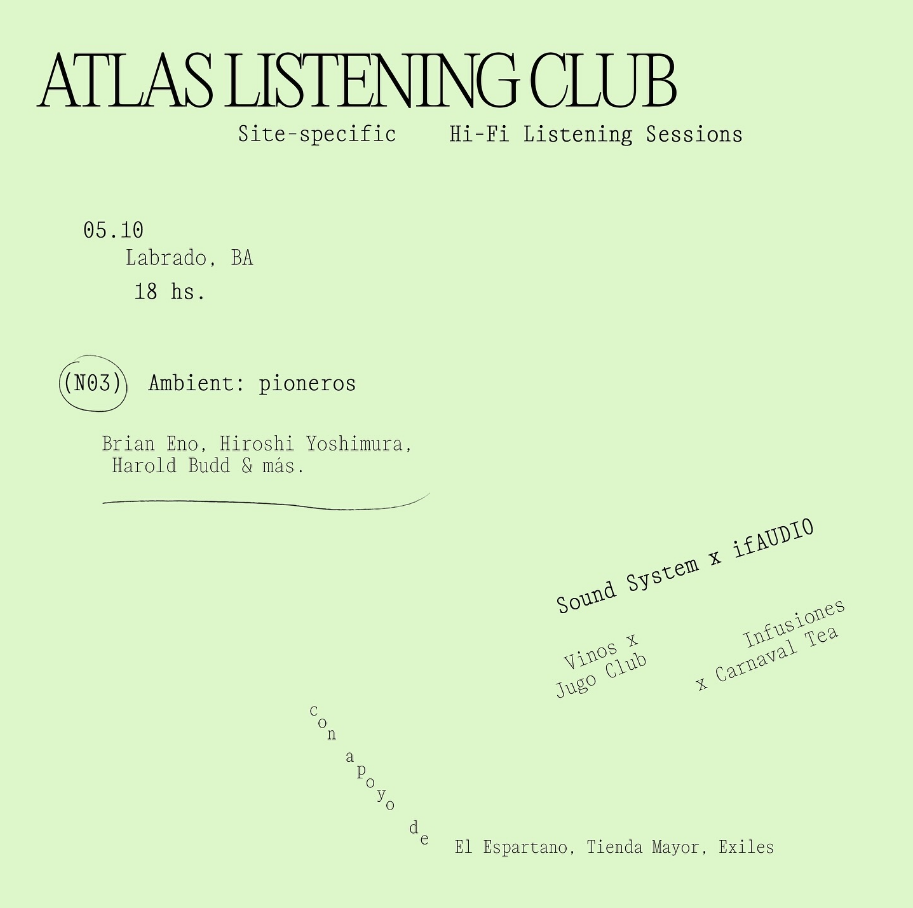 ATLAS LISTENING CLUB
Site-specific Hi-Fi Listening Sessions
05.10
Labrado, BA
18 hs.
(N03) Ambient: pioneros
Brian Eno, Hiroshi Yoshimura,
Harold Budd & más.
Sound System x ifAUDIO
Vinos x
Jugo Club
Infusiones
x Carnaval Tea
con apoyo de
El Espartano, Tienda Mayor, Exiles